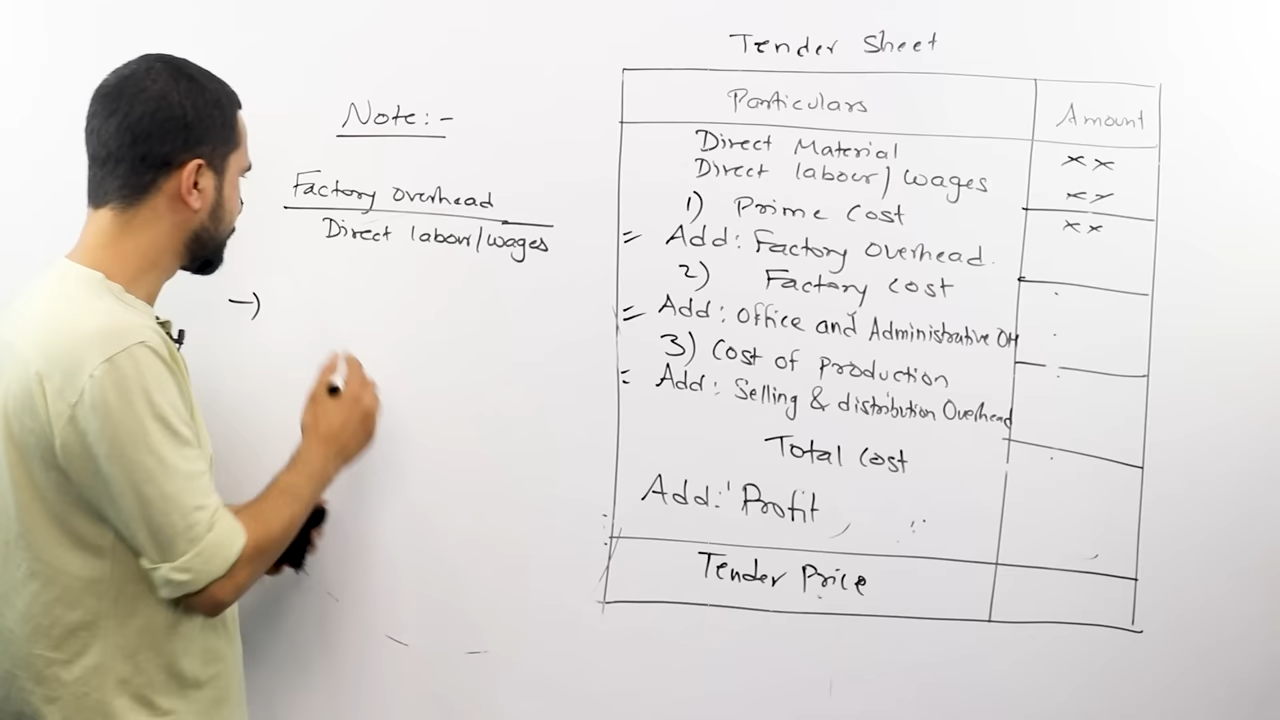 Tender Sheet
Particulars Amount
Direct Material xx
Direct labour/wages xx
1) Prime Cost xx
= Add: Factory overhead.
2) Factory cost
= Add: Office and Administrative OH
3) Cost of production
= Add: Selling & distribution Overhead
Total cost
Add: Profit
Tender Price
Note:-
Factory overhead
Direct labour/wages
→